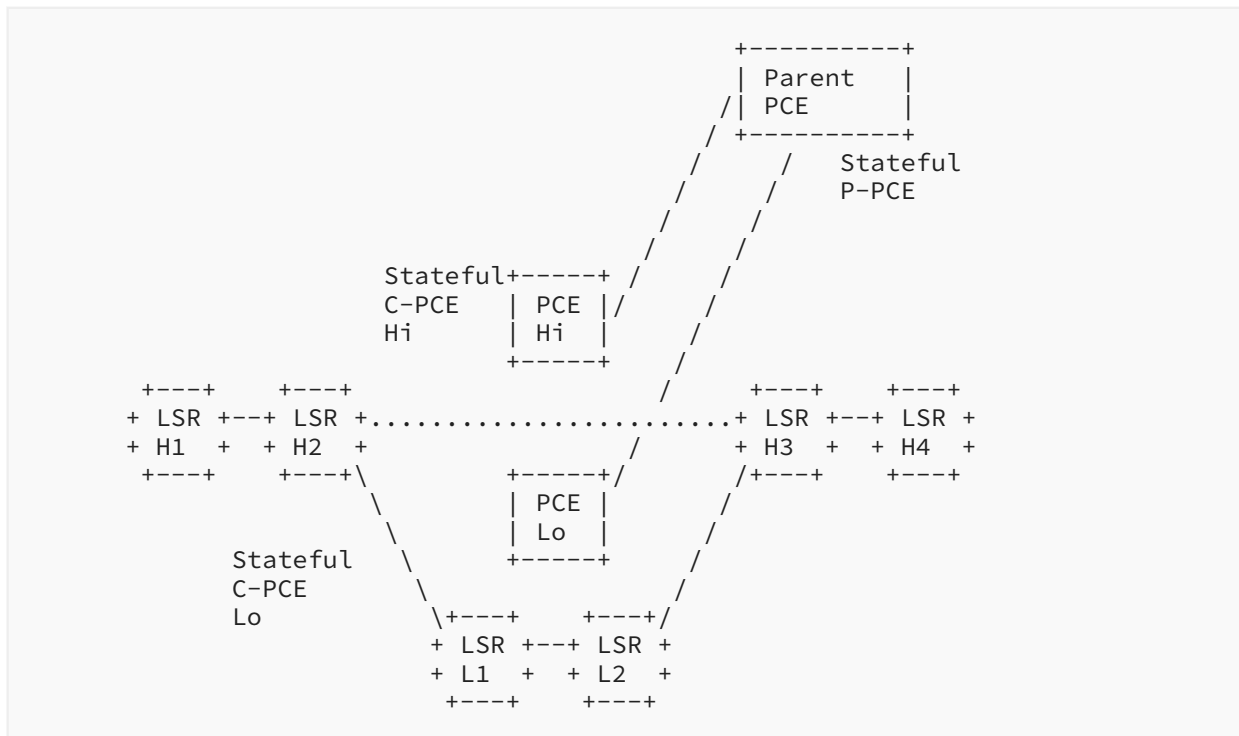 Parent
PCE
Stateful
P-PCE
Stateful
C-PCE PCE
Hi Hi
LSR LSR LSR LSR
H1 H2 H3 H4
PCE
Lo
Stateful
C-PCE
Lo
LSR LSR
L1 L2